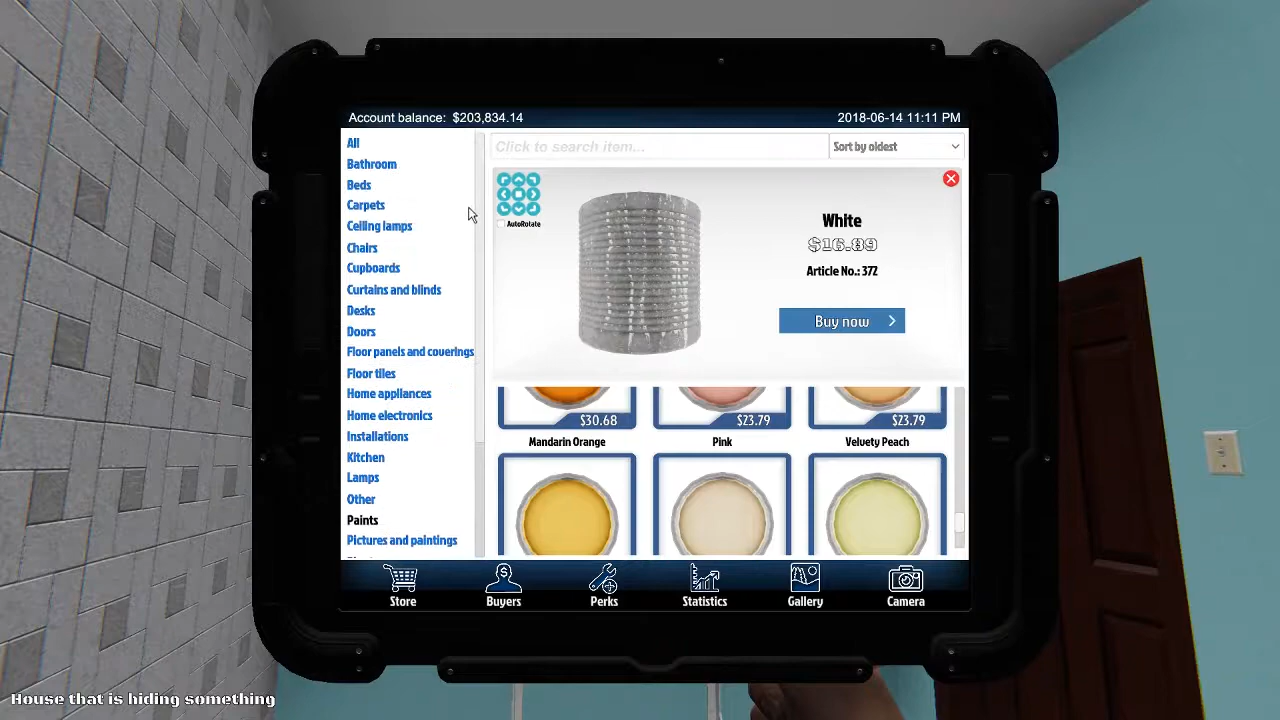 Account balance: $203,834.14
2018-06-14 11:11 PM
All
Bathroom
Beds
Carpets
Ceiling lamps
Chairs
Cupboards
Curtains and blinds
Desks
Doors
Floor panels and coverings
Floor tiles
Home appliances
Home electronics
Installations
Kitchen
Lamps
Other
Paints
Pictures and paintings
Click to search item...
Sort by oldest
AutoRotate
White
$16.89
Article No.: 372
Buy now
$30.68
$23.79
$23.79
Mandarin Orange
Pink
Velvety Peach
Store
Buyers
Perks
Statistics
Gallery
Camera
House that is hiding something